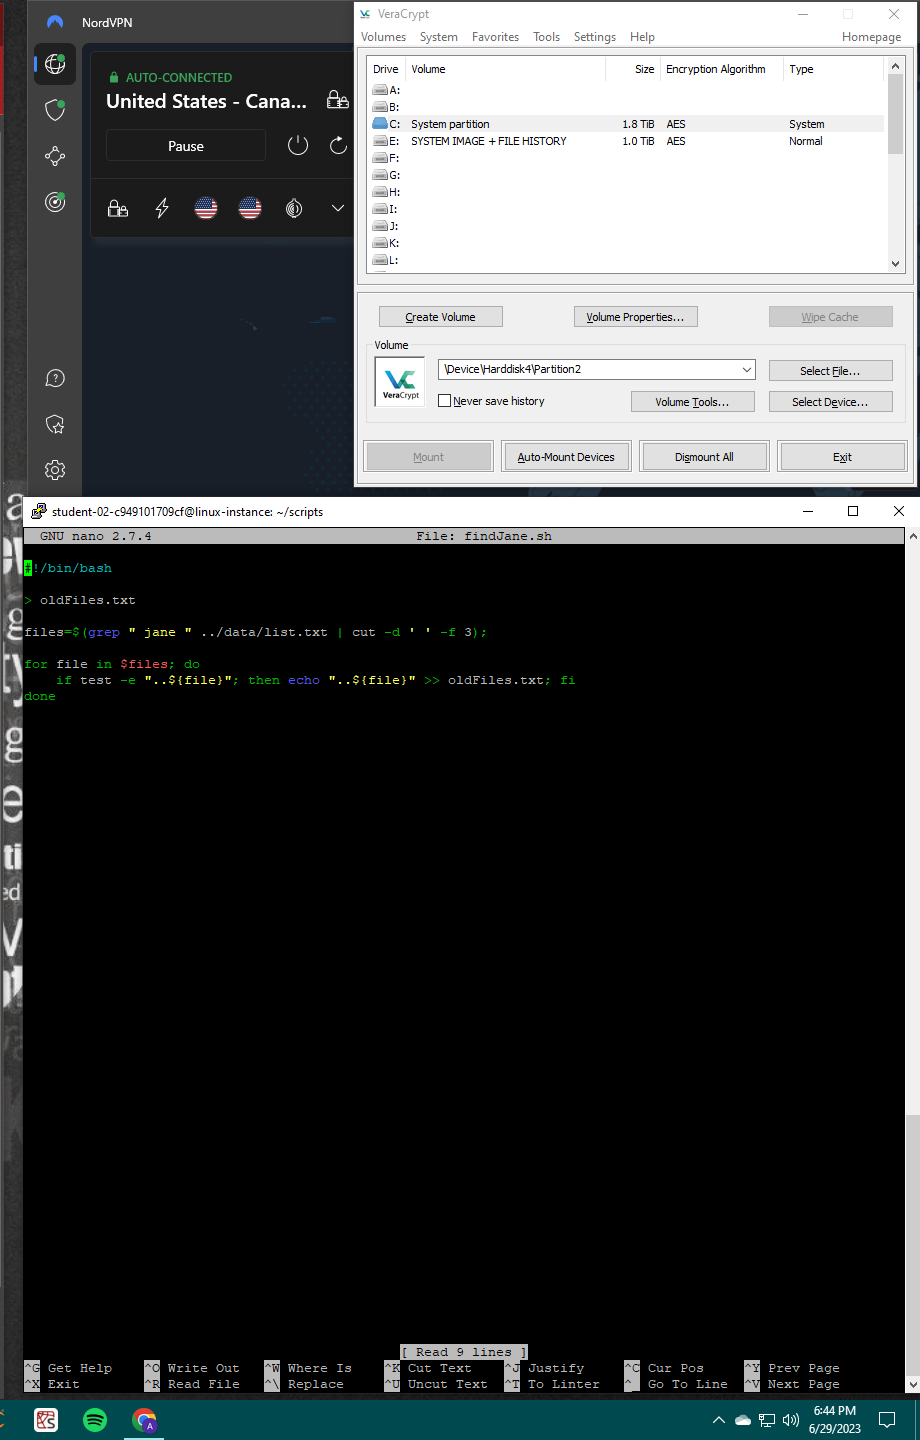 NordVPN
AUTO-CONNECTED
United States - Cana...
Pause
VeraCrypt
Volumes System Favorites Tools Settings Help Homepage
Drive Volume Size Encryption Algorithm Type
A:
B:
C: System partition 1.8 TiB AES System
E: SYSTEM IMAGE + FILE HISTORY 1.0 TiB AES Normal
F:
G:
H:
I:
J:
K:
L:
Create Volume Volume Properties... Wipe Cache
Volume
VC
VeraCrypt
\Device\Harddisk4\Partition2
Select File...
Never save history
Volume Tools... Select Device...
Mount Auto-Mount Devices Dismount All Exit
student-02-c949101709cf@linux-instance: ~/scripts
GNU nano 2.7.4 File: findJane.sh
#!/bin/bash
> oldFiles.txt
files=$(grep " jane " ../data/list.txt | cut -d ' ' -f 3);
for file in $files; do
if test -e "..${file}"; then echo "..${file}" >> oldFiles.txt; fi
done
[ Read 9 lines ]
^G Get Help ^O Write Out ^W Where Is ^K Cut Text ^J Justify ^C Cur Pos ^Y Prev Page
^X Exit ^R Read File ^\ Replace ^U Uncut Text ^T To Linter ^_ Go To Line ^V Next Page
6:44 PM
6/29/2023